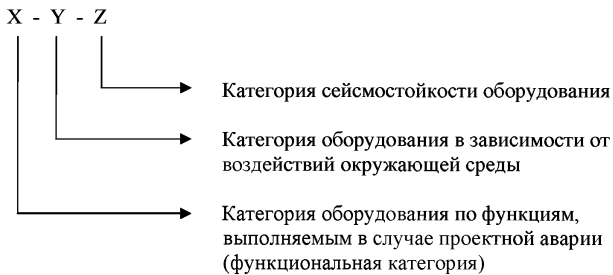 X - Y - Z
Категория сейсмостойкости оборудования
Категория оборудования в зависимости от
воздействий окружающей среды
Категория оборудования по функциям,
выполняемым в случае проектной аварии
(функциональная категория)